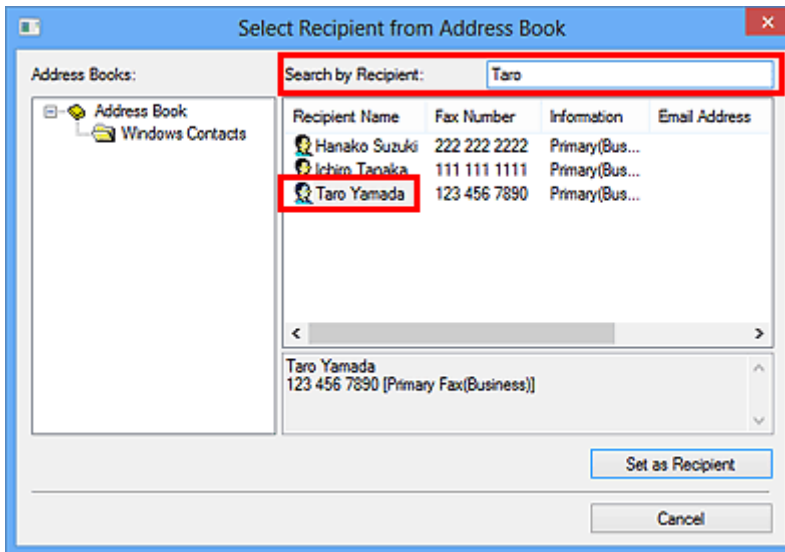 Select Recipient from Address Book
Address Books:
Search by Recipient: Taro
Address Book
Windows Contacts
Recipient Name Fax Number Information Email Address
Hanako Suzuki 222 222 2222 Primary(Bus...
Ichiro Tanaka 111 111 1111 Primary(Bus...
Taro Yamada 123 456 7890 Primary(Bus...
Taro Yamada
123 456 7890 [Primary Fax(Business)]
Set as Recipient
Cancel